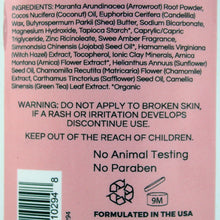 INGREDIENTS: Maranta Arundinacea (Arrowroot) Root Powder,
Cocos Nucifera (Coconut) Oil, Euphorbia Cerifera (Candelilla)
Wax, Butyrospermum Parkii (Shea) Butter, Sodium Bicarbonate,
Magnesium Hydroxide, Tapioca Starch*, Caprylic/Capric
Triglyceride, Zinc Ricinoleate, Sweet Amber Fragrance,
Simmondsia Chinensis (Jojoba) Seed Oil*, Hamamelis Virginiana
(Witch Hazel) Extract, Tocopherol, Ionic Clay Minerals, Arnica
Montana (Arnica) Flower Extract*, Helianthus Annuus (Sunflower)
Seed Oil, Chamomilla Recutita (Matricaria) Flower (Chamomile)
Extract, Carthamus Tinctorius (Safflower) Seed Oil, Camellia
Sinensis (Green Tea) Leaf Extract. *Organic
WARNING: DO NOT APPLY TO BROKEN SKIN.
IF A RASH OR IRRITATION DEVELOPS
DISCONTINUE USE.
KEEP OUT OF THE REACH OF CHILDREN.
No Animal Testing
No Paraben
9M
FORMULATED IN THE USA
10294 8